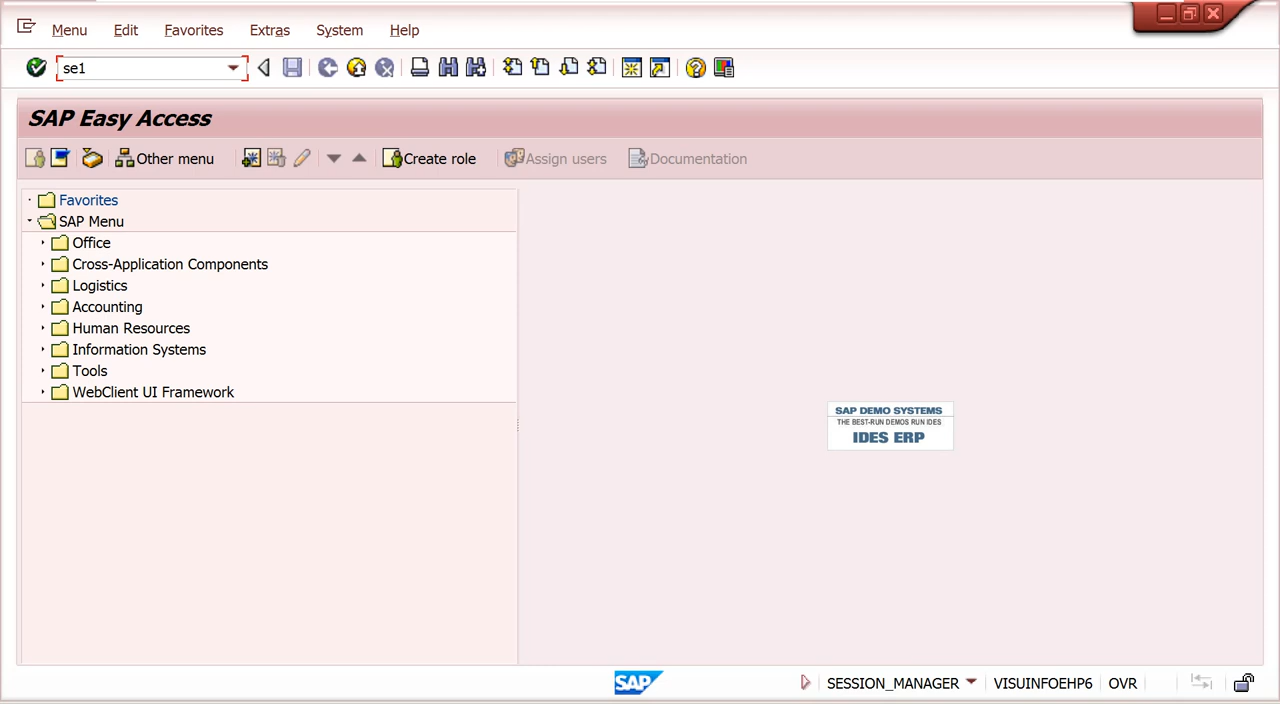 Menu Edit Favorites Extras System Help
se1
SAP Easy Access
Other menu Create role Assign users Documentation
Favorites
SAP Menu
Office
Cross-Application Components
Logistics
Accounting
Human Resources
Information Systems
Tools
WebClient UI Framework
SAP DEMO SYSTEMS
THE BEST-RUN DEMOS RUN IDES
IDES ERP
SAP SESSION_MANAGER VISUINFOEHP6 OVR